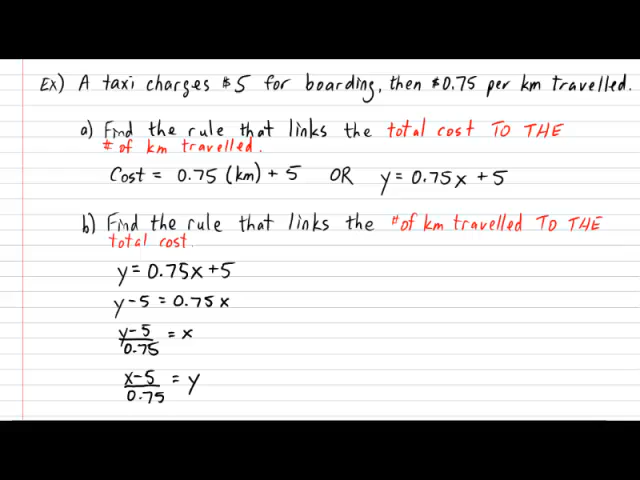 Ex) A taxi charges $5 for boarding, then $0.75 per km travelled.
a) Find the rule that links the total cost TO THE
# of km travelled.
Cost = 0.75 (km) + 5 OR y = 0.75x + 5
b) Find the rule that links the # of km travelled TO THE
total cost.
y = 0.75x + 5
y - 5 = 0.75x
y - 5 / 0.75 = x
x - 5 / 0.75 = y